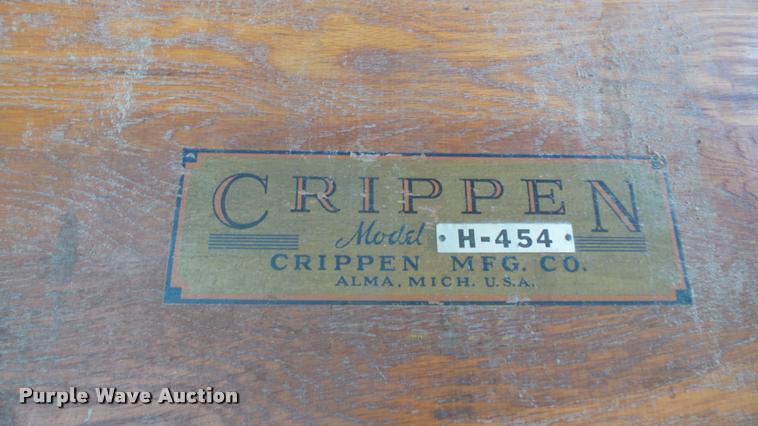 CRIPPEN
Model H-454
CRIPPEN MFG. CO.
ALMA, MICH. U.S.A.
Purple Wave Auction